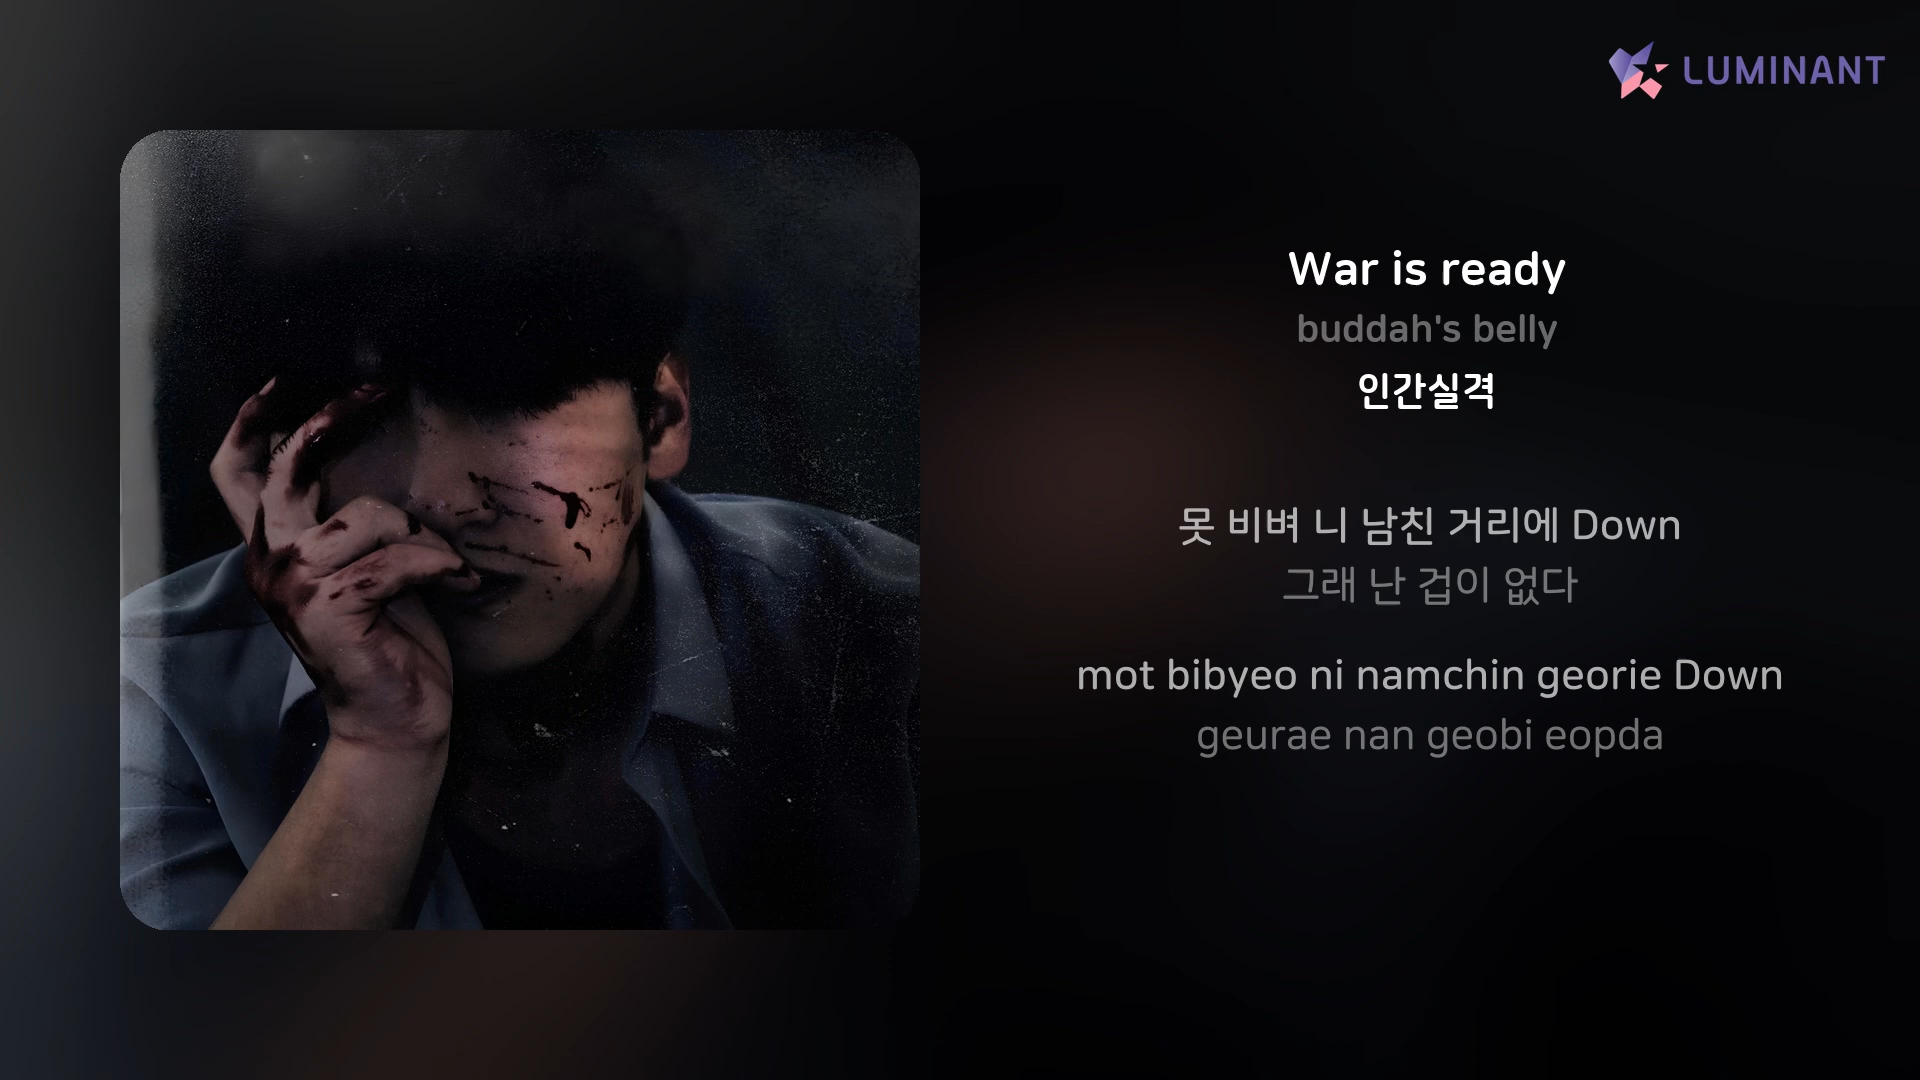 LUMINANT
War is ready
buddah's belly
인간실격
못 비벼 니 남친 거리에 Down
그래 난 겁이 없다
mot bibyeo ni namchin georie Down
geurae nan geobi eopda